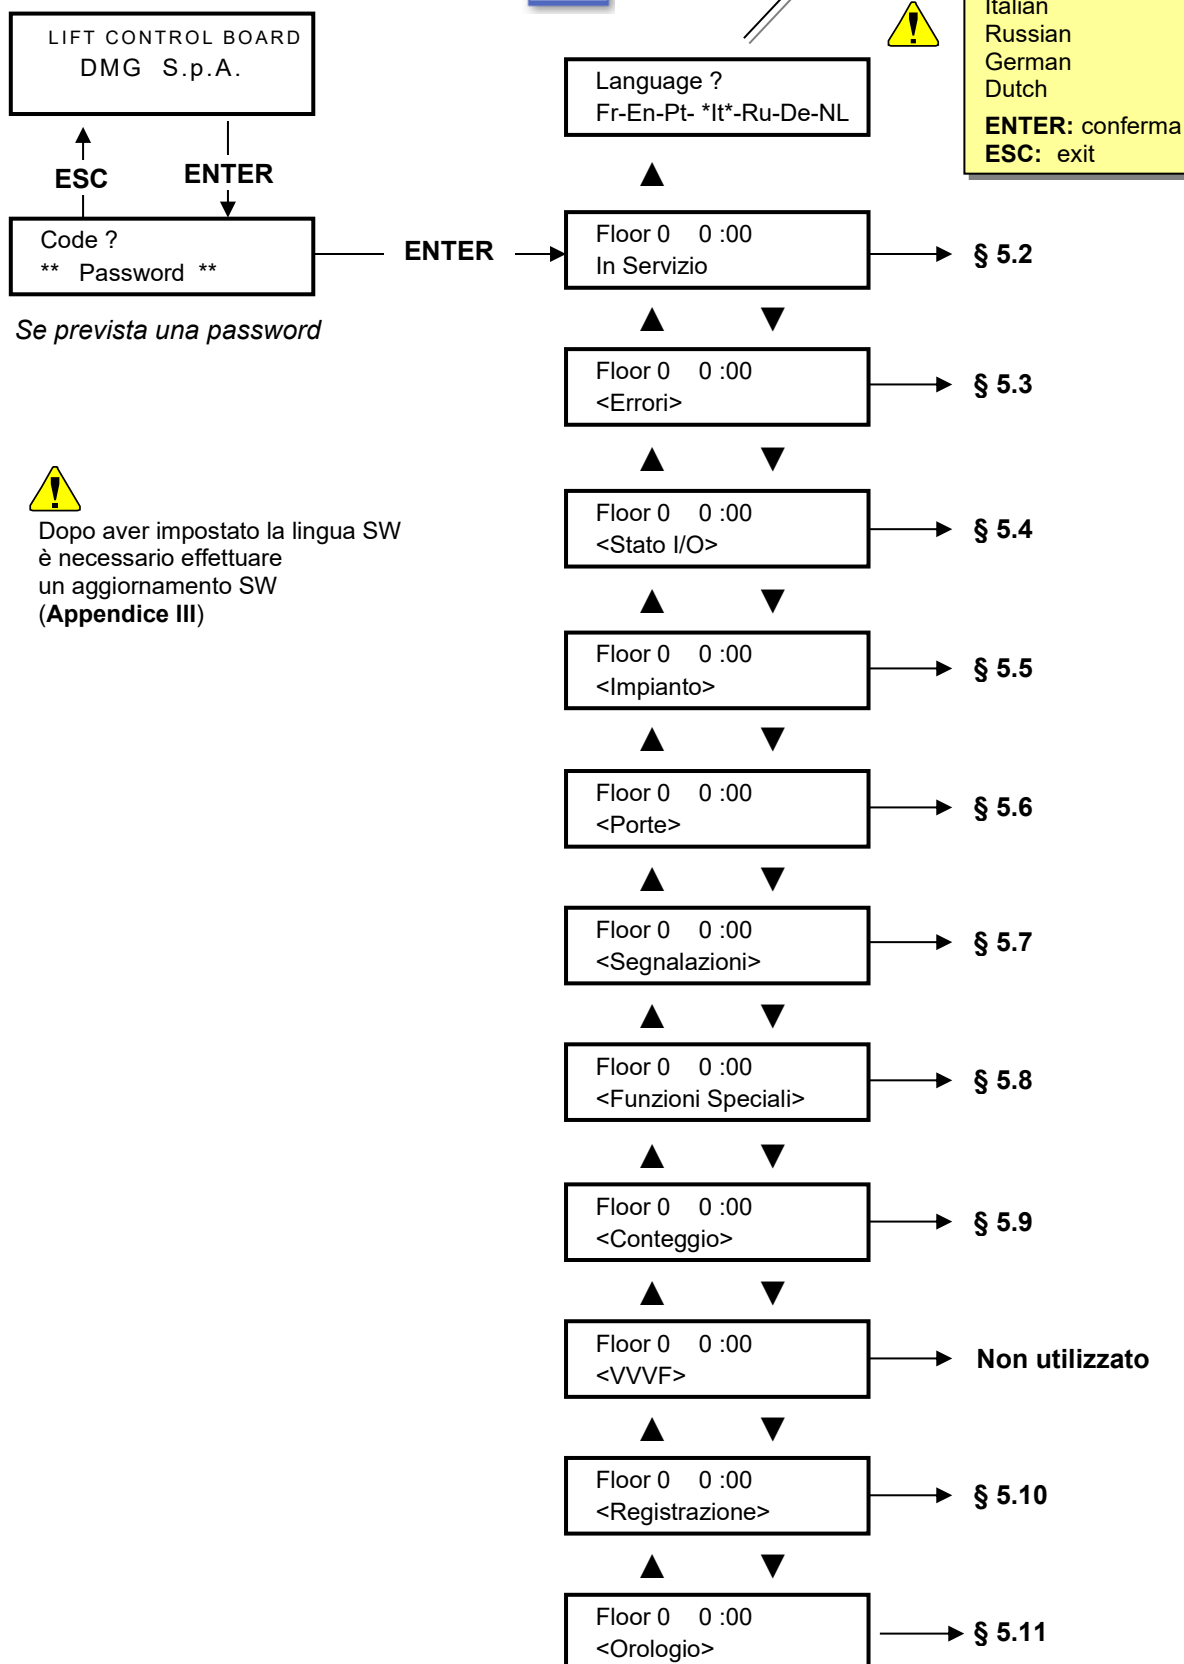 LIFT CONTROL BOARD
DMG S.p.A.
ESC
ENTER
Code ?
** Password **
Se prevista una password
ENTER
Dopo aver impostato la lingua SW
è necessario effettuare
un aggiornamento SW
(Appendice III)
Italian
Russian
German
Dutch
ENTER: conferma
ESC: exit
Language ?
Fr-En-Pt- *It*-Ru-De-NL
Floor 0 0 :00
In Servizio
§ 5.2
Floor 0 0 :00
<Errori>
§ 5.3
Floor 0 0 :00
<Stato I/O>
§ 5.4
Floor 0 0 :00
<Impianto>
§ 5.5
Floor 0 0 :00
<Porte>
§ 5.6
Floor 0 0 :00
<Segnalazioni>
§ 5.7
Floor 0 0 :00
<Funzioni Speciali>
§ 5.8
Floor 0 0 :00
<Conteggio>
§ 5.9
Floor 0 0 :00
<VVVF>
Non utilizzato
Floor 0 0 :00
<Registrazione>
§ 5.10
Floor 0 0 :00
<Orologio>
§ 5.11